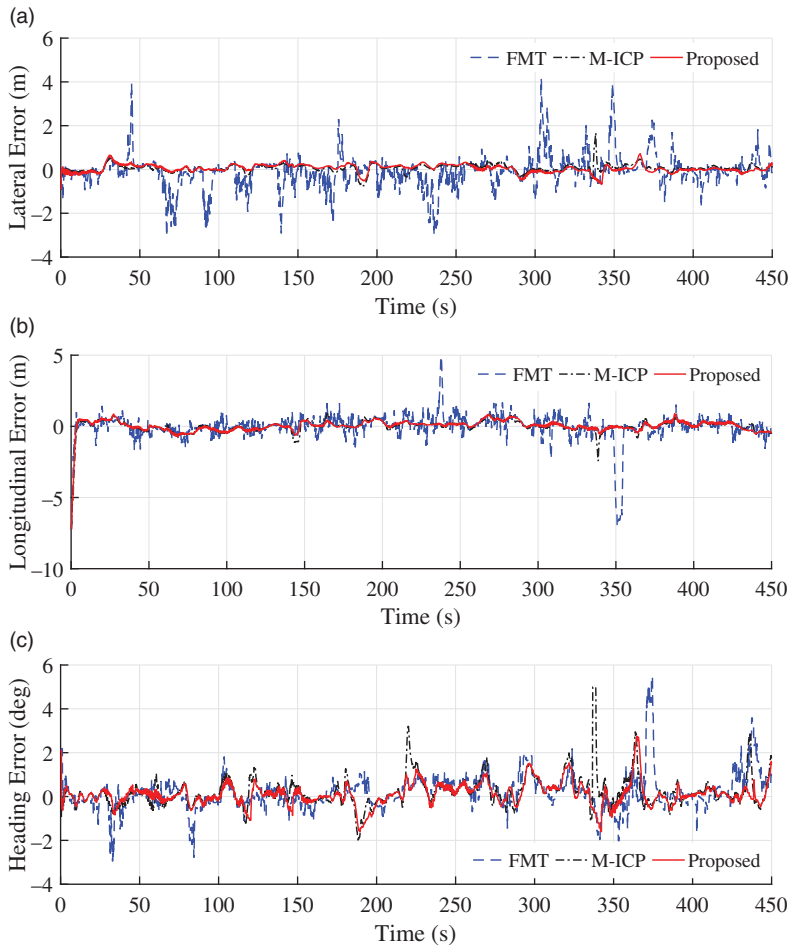 (a)
6
4
2
0
−2
−4
Lateral Error (m)
FMT M-ICP Proposed
0 50 100 150 200 250 300 350 400 450
Time (s)
(b)
5
0
−5
−10
Longitudinal Error (m)
FMT M-ICP Proposed
0 50 100 150 200 250 300 350 400 450
Time (s)
(c)
6
4
2
0
−2
−4
Heading Error (deg)
FMT M-ICP Proposed
0 50 100 150 200 250 300 350 400 450
Time (s)